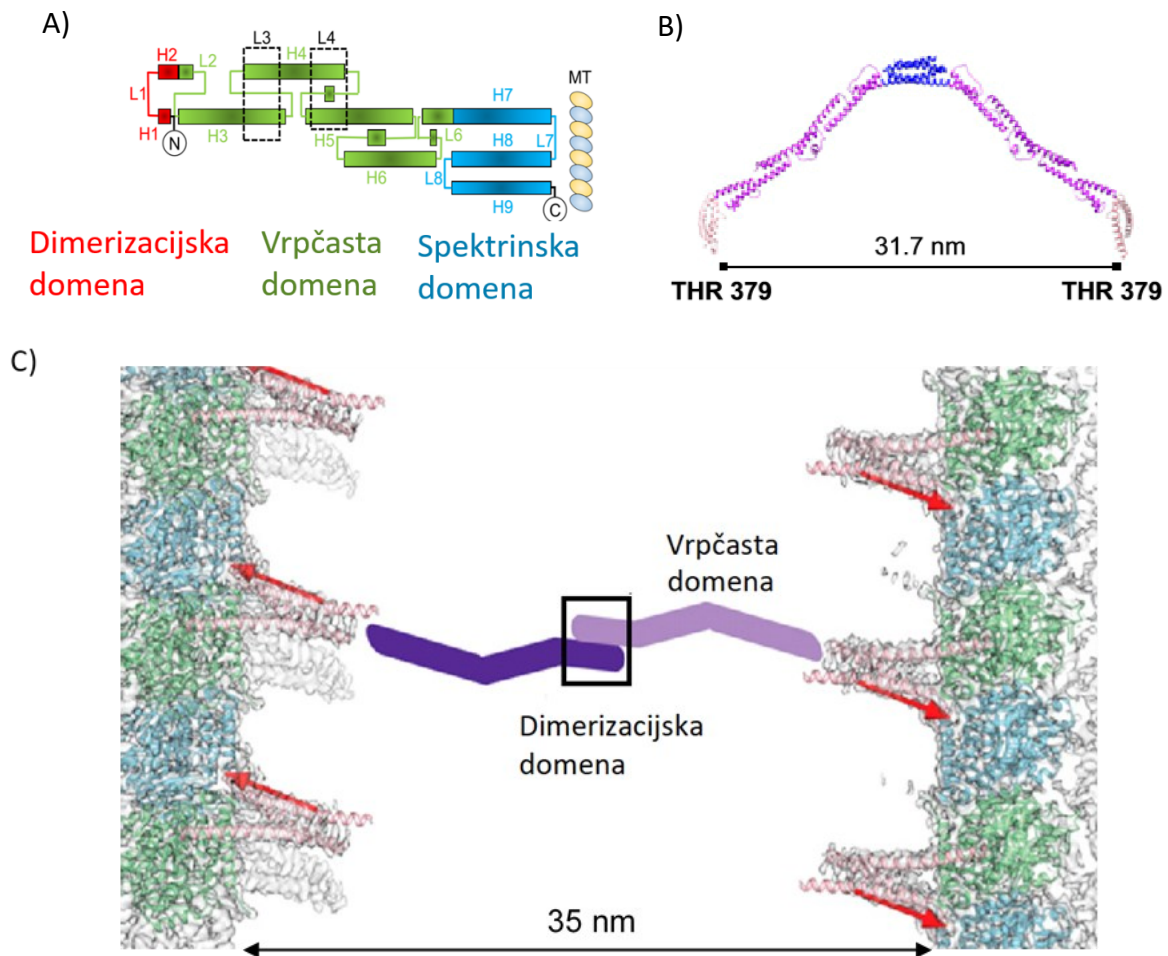 A)
L3
L4
H2
L2
H4
MT
L1
H7
H1
N
H3
H5
L6
H8
L7
H6
L8
H9
C
Dimerizacijska
domena
Vrpčasta
domena
Spektrinska
domena
B)
31.7 nm
THR 379
THR 379
C)
Vrpčasta
domena
Dimerizacijska
domena
35 nm